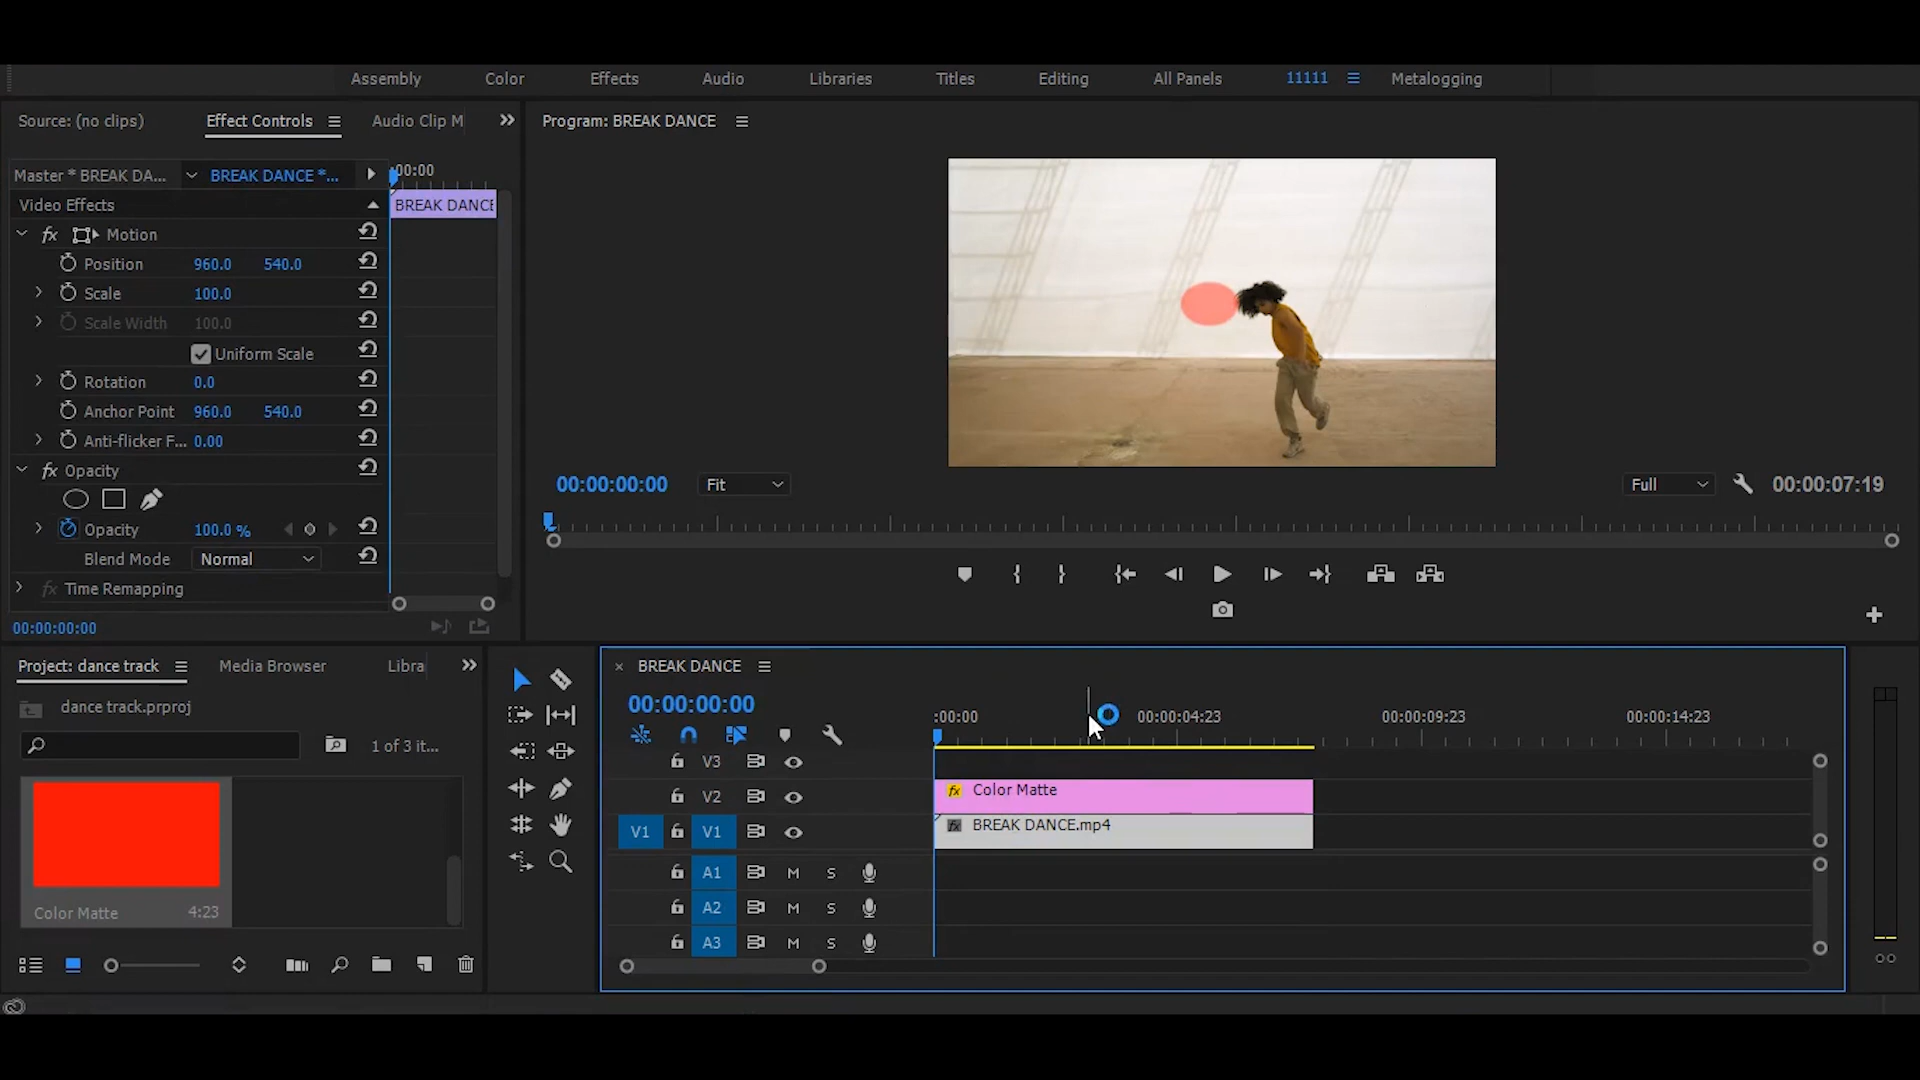 Assembly Color Effects Audio Libraries Titles Editing All Panels 11111 Metalogging
Source: (no clips) Effect Controls Audio Clip M
Program: BREAK DANCE
Master * BREAK DA... BREAK DANCE *...
:00:00
Video Effects
BREAK DANCE
fx Motion
Position 960.0 540.0
Scale 100.0
Scale Width 100.0
Uniform Scale
Rotation 0.0
Anchor Point 960.0 540.0
Anti-flicker F... 0.00
fx Opacity
Opacity 100.0 %
Blend Mode Normal
fx Time Remapping
00:00:00:00
00:00:00:00 Fit Full 00:00:07:19
Project: dance track Media Browser Libra
dance track.prproj
1 of 3 it...
Color Matte 4:23
BREAK DANCE
00:00:00:00
:00:00 00:00:04:23 00:00:09:23 00:00:14:23
V3
V2 fx Color Matte
V1 V1 fx BREAK DANCE.mp4
A1 M S
A2 M S
A3 M S